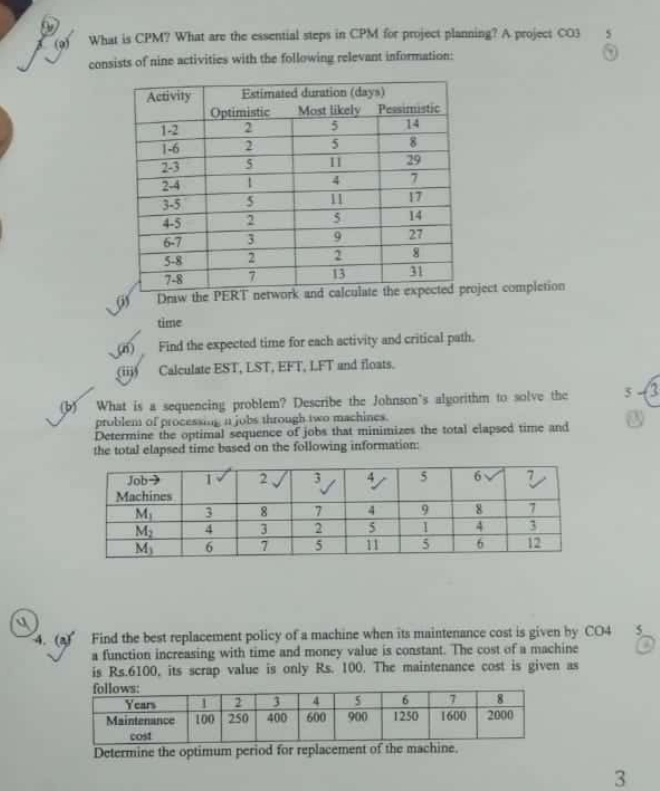 3. (a) What is CPM? What are the essential steps in CPM for project planning? A project CO3 5
consists of nine activities with the following relevant information:
Activity Estimated duration (days)
Optimistic Most likely Pessimistic
1-2 2 5 14
1-6 2 5 8
2-3 5 11 29
2-4 1 4 7
3-5 5 11 17
4-5 2 5 14
6-7 3 9 27
5-8 2 2 8
7-8 7 13 31
(i) Draw the PERT network and calculate the expected project completion
time
(ii) Find the expected time for each activity and critical path.
(iii) Calculate EST, LST, EFT, LFT and floats.
(b) What is a sequencing problem? Describe the Johnson's algorithm to solve the 5 3
problem of processing n jobs through two machines.
Determine the optimal sequence of jobs that minimizes the total elapsed time and
the total elapsed time based on the following information:
Job→ 1 2 3 4 5 6 7
Machines
M₁ 3 8 7 4 9 8 7
M₂ 4 3 2 5 1 4 3
M₃ 6 7 5 11 5 6 12
4
4. (a) Find the best replacement policy of a machine when its maintenance cost is given by CO4 5
a function increasing with time and money value is constant. The cost of a machine
is Rs.6100, its scrap value is only Rs. 100. The maintenance cost is given as
follows:
Years 1 2 3 4 5 6 7 8
Maintenance 100 250 400 600 900 1250 1600 2000
cost
Determine the optimum period for replacement of the machine.
3